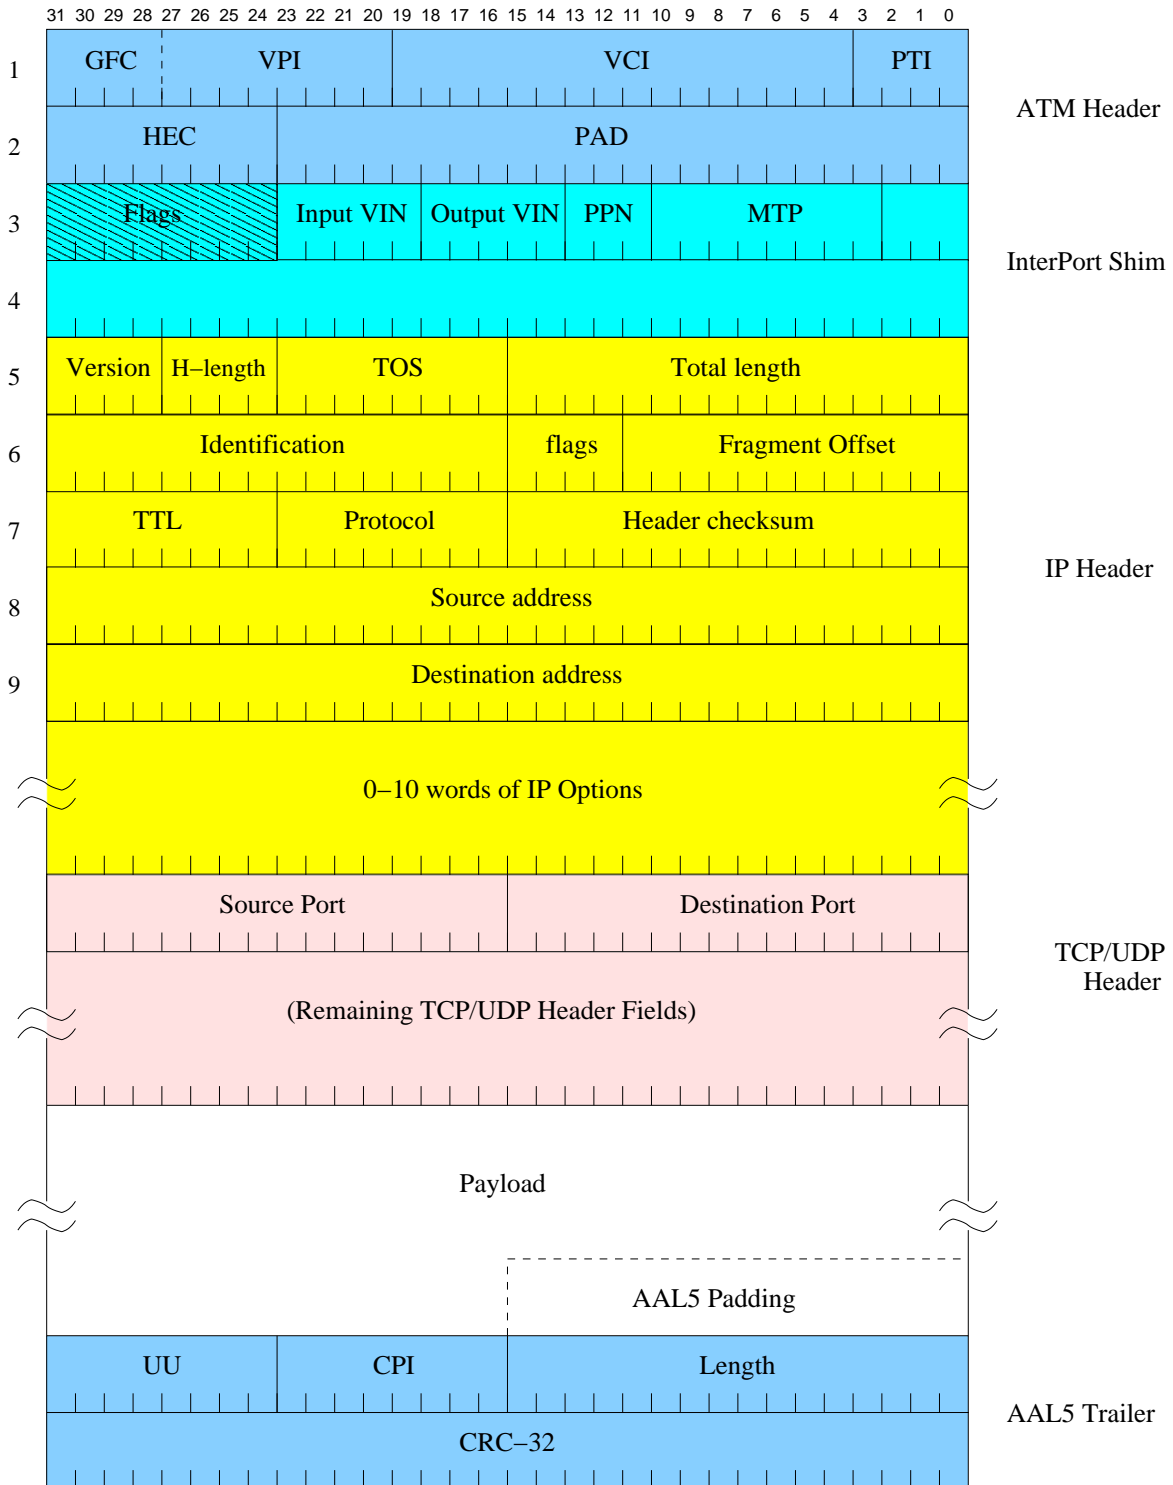 31 30 29 28 27 26 25 24 23 22 21 20 19 18 17 16 15 14 13 12 11 10 9 8 7 6 5 4 3 2 1 0
1 GFC VPI VCI PTI
ATM Header
2 HEC PAD
3 Flags Input VIN Output VIN PPN MTP
InterPort Shim
4
5 Version H−length TOS Total length
6 Identification flags Fragment Offset
7 TTL Protocol Header checksum
IP Header
8 Source address
9 Destination address
0−10 words of IP Options
Source Port Destination Port
TCP/UDP
Header
(Remaining TCP/UDP Header Fields)
Payload
AAL5 Padding
UU CPI Length
AAL5 Trailer
CRC−32